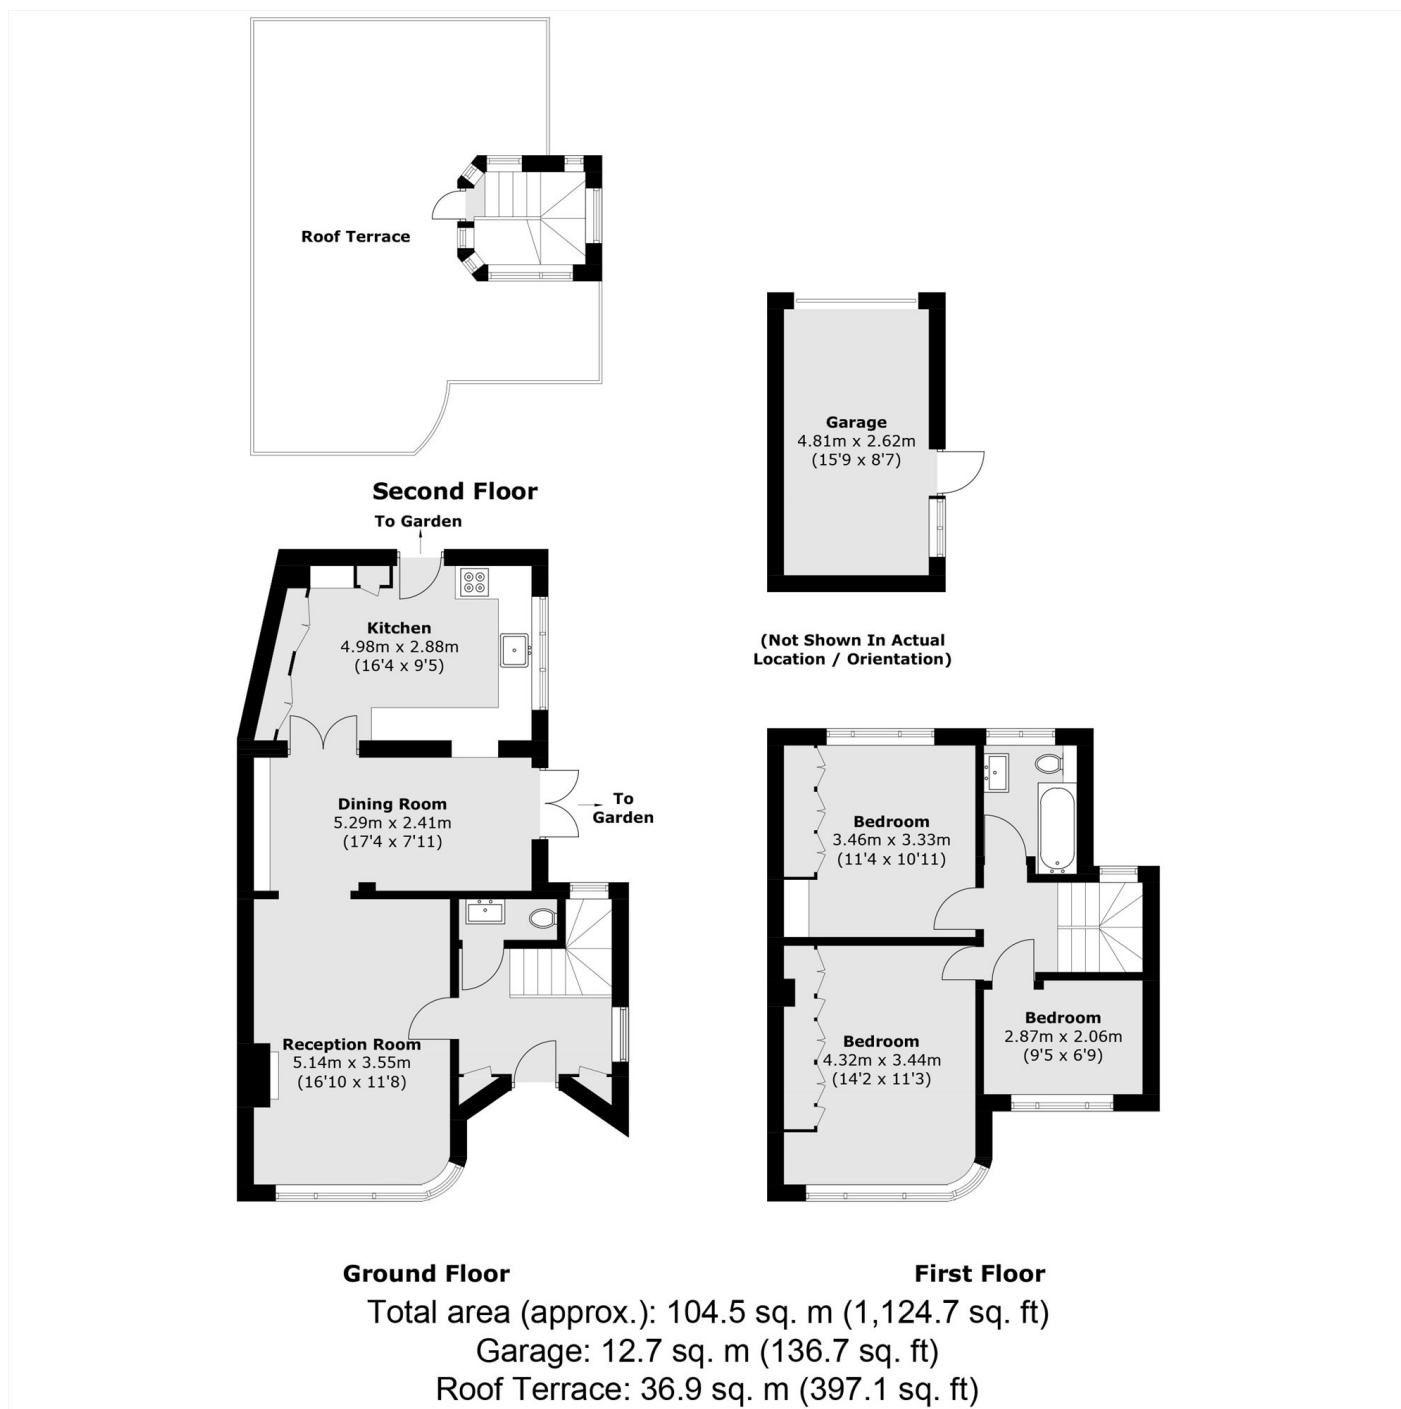 Roof Terrace
Second Floor
Garage
4.81m x 2.62m
(15'9 x 8'7)
(Not Shown In Actual
Location / Orientation)
To Garden
Kitchen
4.98m x 2.88m
(16'4 x 9'5)
Dining Room
5.29m x 2.41m
(17'4 x 7'11)
To
Garden
Reception Room
5.14m x 3.55m
(16'10 x 11'8)
Ground Floor
Bedroom
3.46m x 3.33m
(11'4 x 10'11)
Bedroom
4.32m x 3.44m
(14'2 x 11'3)
Bedroom
2.87m x 2.06m
(9'5 x 6'9)
First Floor
Total area (approx.): 104.5 sq. m (1,124.7 sq. ft)
Garage: 12.7 sq. m (136.7 sq. ft)
Roof Terrace: 36.9 sq. m (397.1 sq. ft)